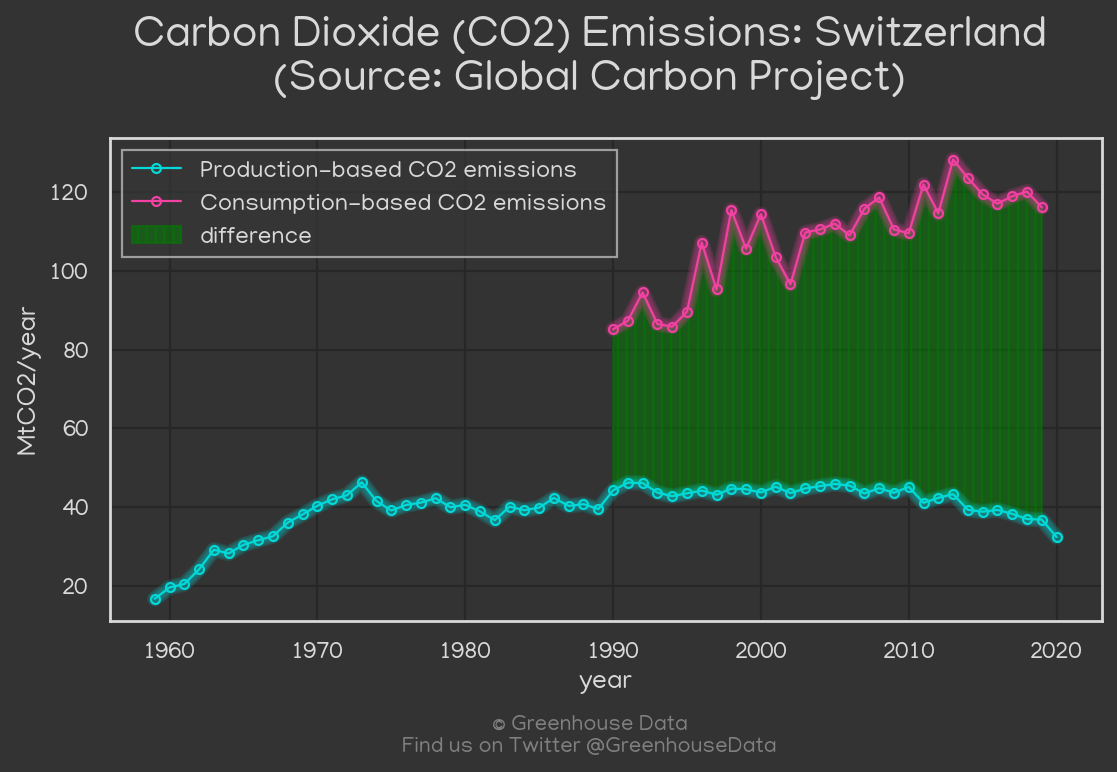 Carbon Dioxide (CO2) Emissions: Switzerland
(Source: Global Carbon Project)
Production-based CO2 emissions
Consumption-based CO2 emissions
difference
MtCO2/year
120
100
80
60
40
20
1960 1970 1980 1990 2000 2010 2020
year
© Greenhouse Data
Find us on Twitter @GreenhouseData